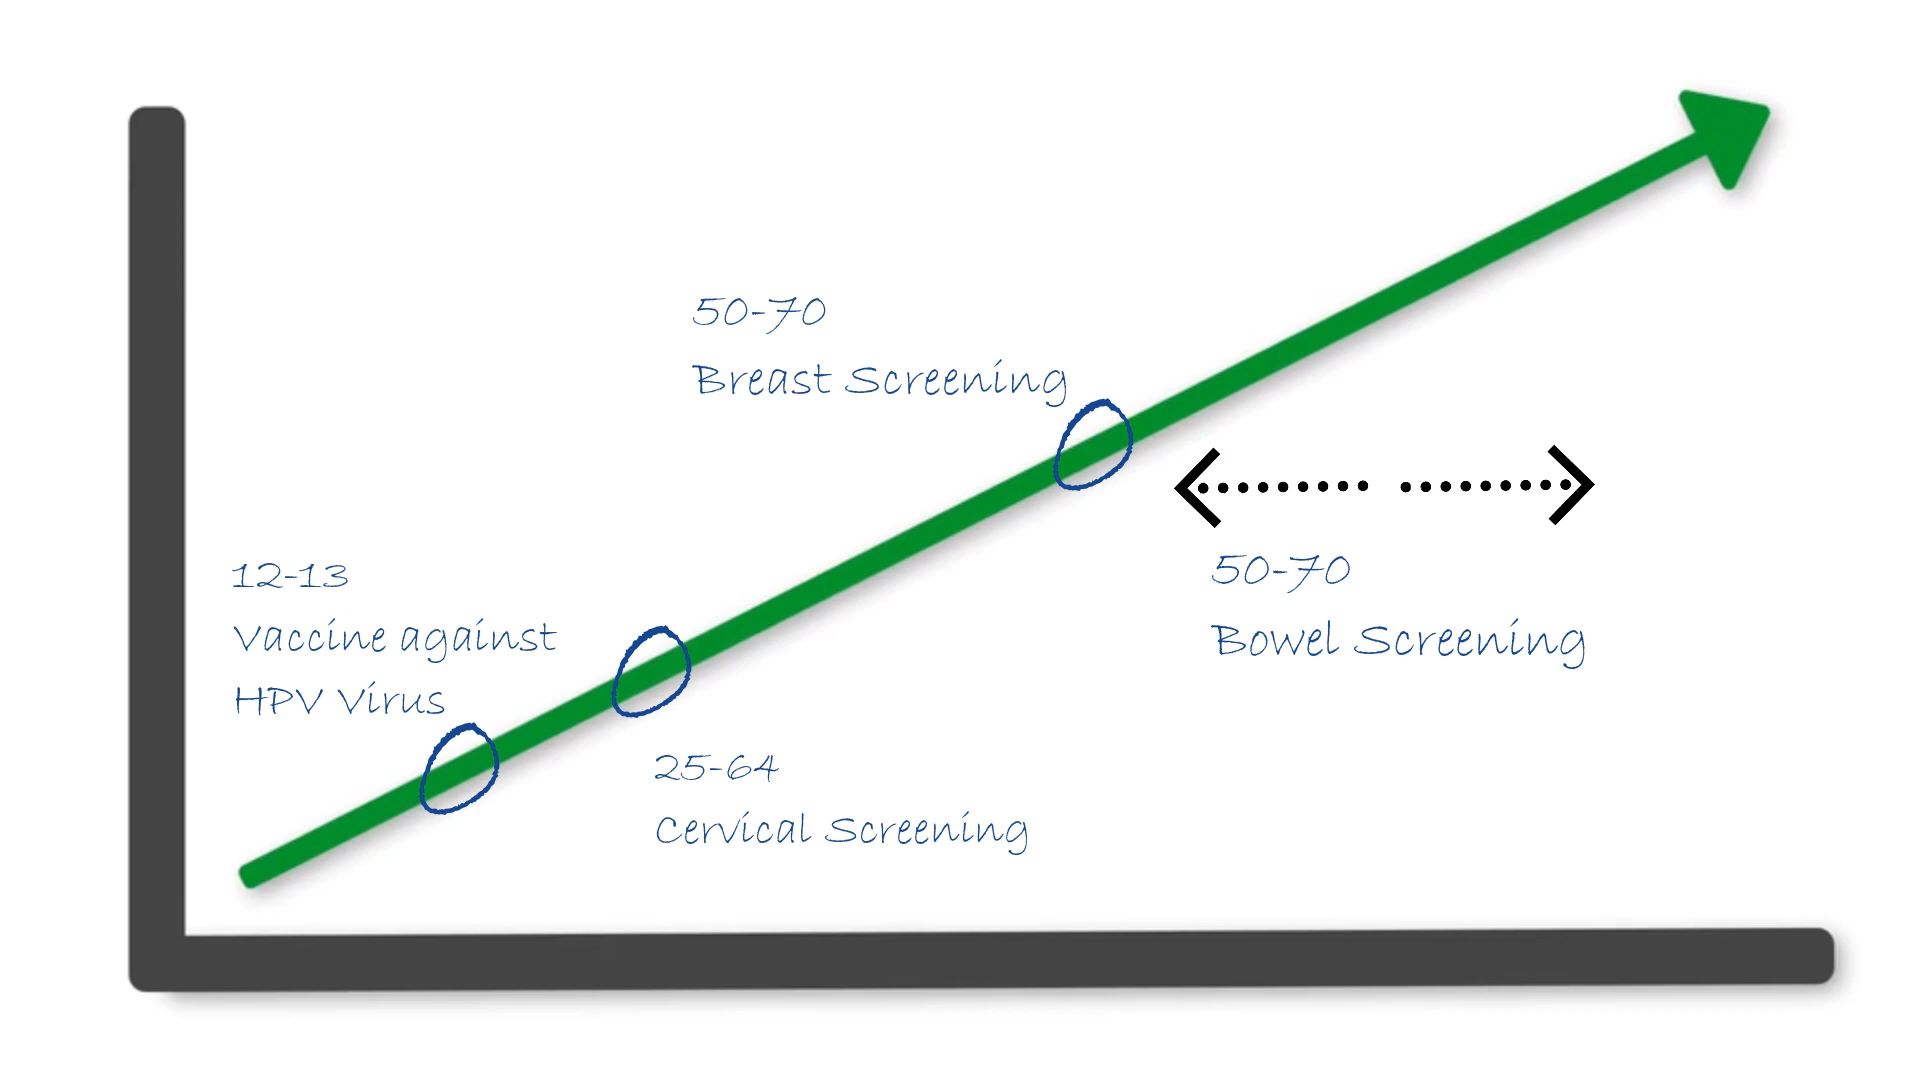 50-70
Breast Screening
12-13
Vaccine against
HPV Virus
50-70
Bowel Screening
25-64
Cervical Screening